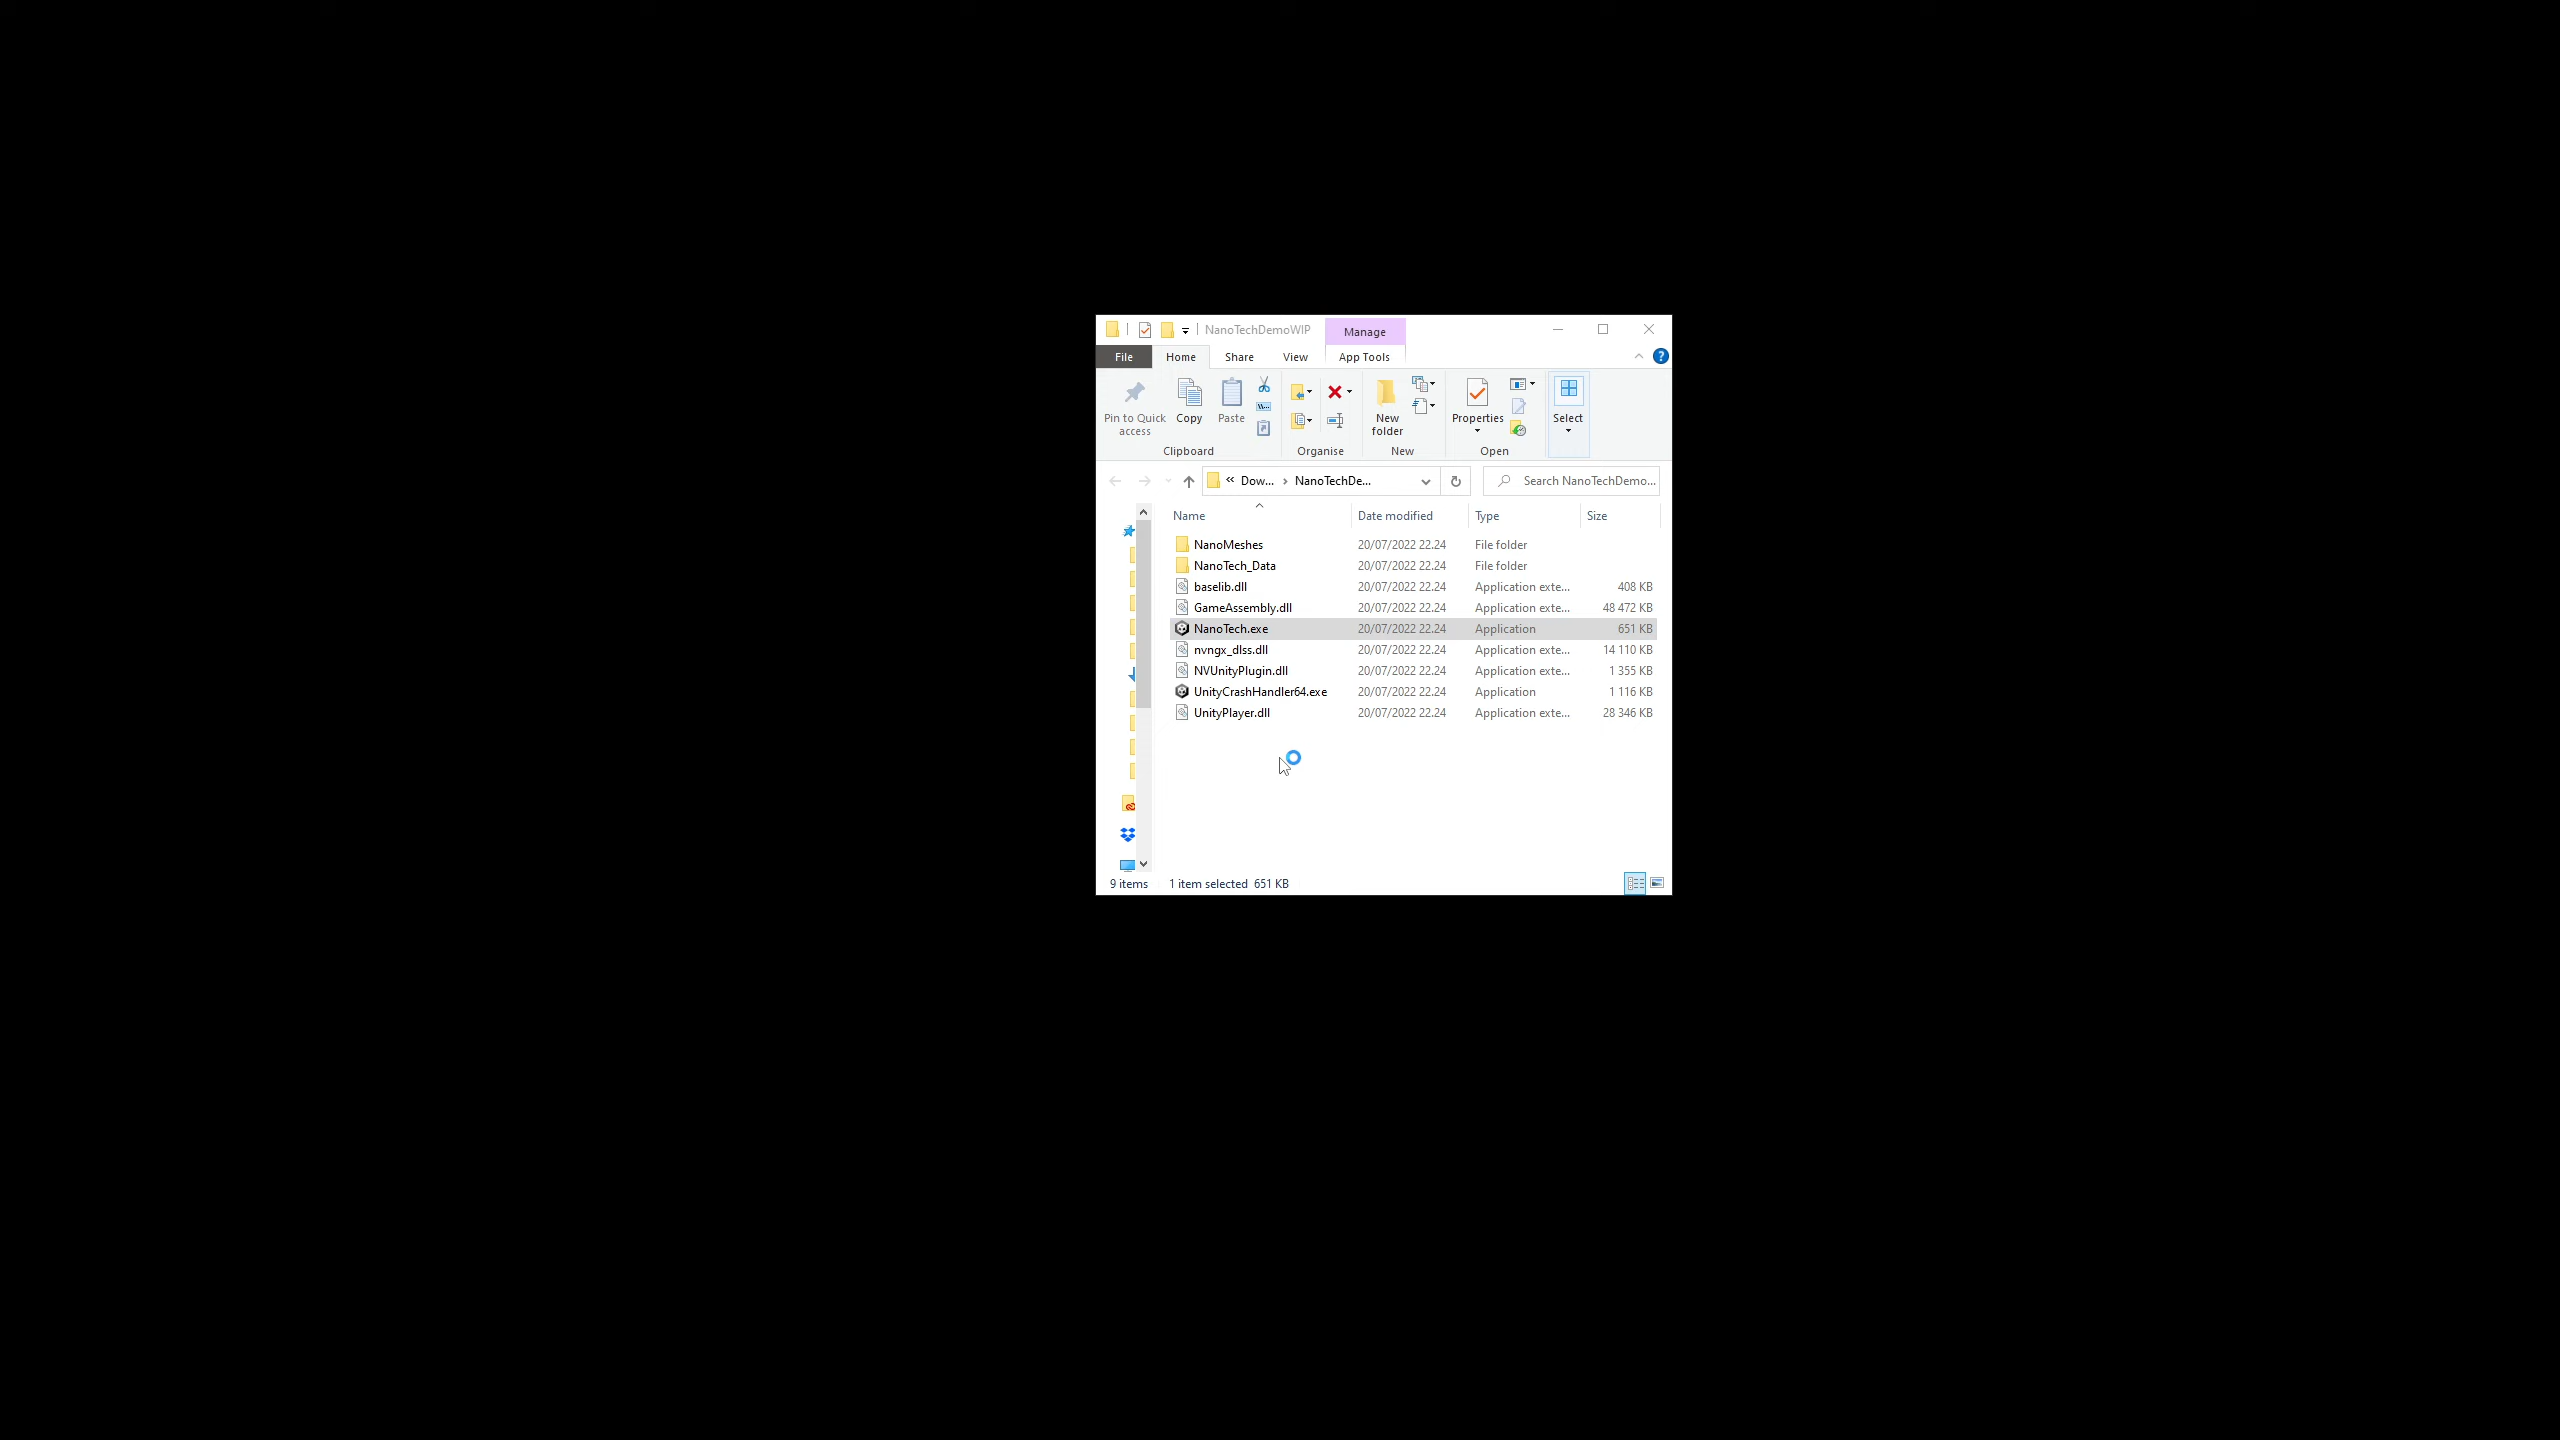 NanoTechDemoWIP
Manage
File
Home
Share
View
App Tools
?
Pin to Quick
access
Copy
Paste
New
folder
Properties
Select
Clipboard
Organise
New
Open
« Dow... › NanoTechDe...
Search NanoTechDemo...
Name
Date modified
Type
Size
NanoMeshes 20/07/2022 22.24 File folder
NanoTech_Data 20/07/2022 22.24 File folder
baselib.dll 20/07/2022 22.24 Application exte... 408 KB
GameAssembly.dll 20/07/2022 22.24 Application exte... 48 472 KB
NanoTech.exe 20/07/2022 22.24 Application 651 KB
nvngx_dlss.dll 20/07/2022 22.24 Application exte... 14 110 KB
NVUnityPlugin.dll 20/07/2022 22.24 Application exte... 1 355 KB
UnityCrashHandler64.exe 20/07/2022 22.24 Application 1 116 KB
UnityPlayer.dll 20/07/2022 22.24 Application exte... 28 346 KB
9 items
1 item selected 651 KB